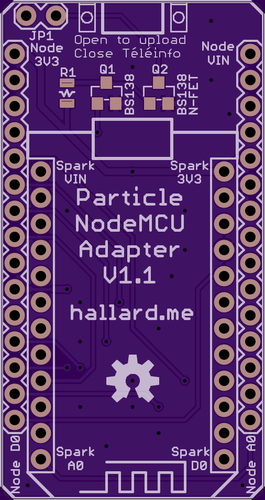 JP1
Open to upload
Close Téléinfo
Node
3V3
Node
VIN
R1
Q1
BS138
Q2
BS138
N-FET
Spark
VIN
Spark
3V3
Particle
NodeMCU
Adapter
V1.1
hallard.me
Node D0
Spark
A0
Spark
D0
Node A0